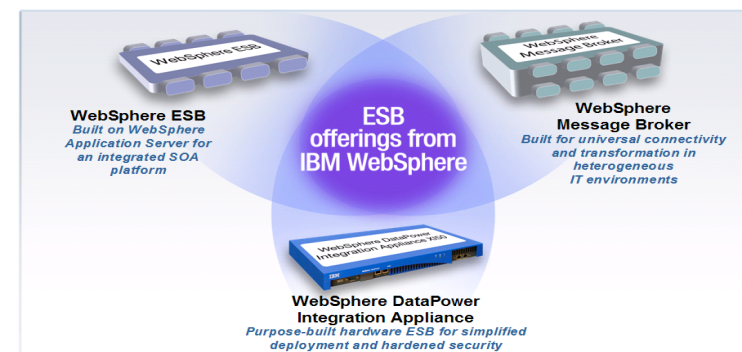 WebSphere ESB
WebSphere
Message Broker
WebSphere ESB
Built on WebSphere
Application Server for
an integrated SOA
platform
ESB
offerings from
IBM WebSphere
WebSphere
Message Broker
Built for universal connectivity
and transformation in
heterogeneous
IT environments
WebSphere DataPower
Integration Appliance XI50
IBM
WebSphere DataPower
Integration Appliance
Purpose-built hardware ESB for simplified
deployment and hardened security